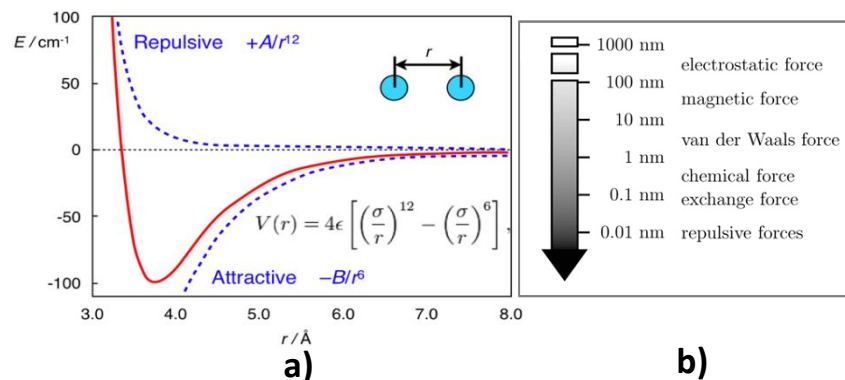 100
E / cm⁻¹
Repulsive +A/r¹²
r
50
0
-50
V(r) = 4ϵ [(σ/r)¹² − (σ/r)⁶] ,
Attractive −B/r⁶
-100
3.0 4.0 5.0 6.0 7.0 8.0
r / Å
a)
1000 nm
electrostatic force
100 nm
magnetic force
10 nm
van der Waals force
1 nm
chemical force
0.1 nm exchange force
0.01 nm repulsive forces
b)